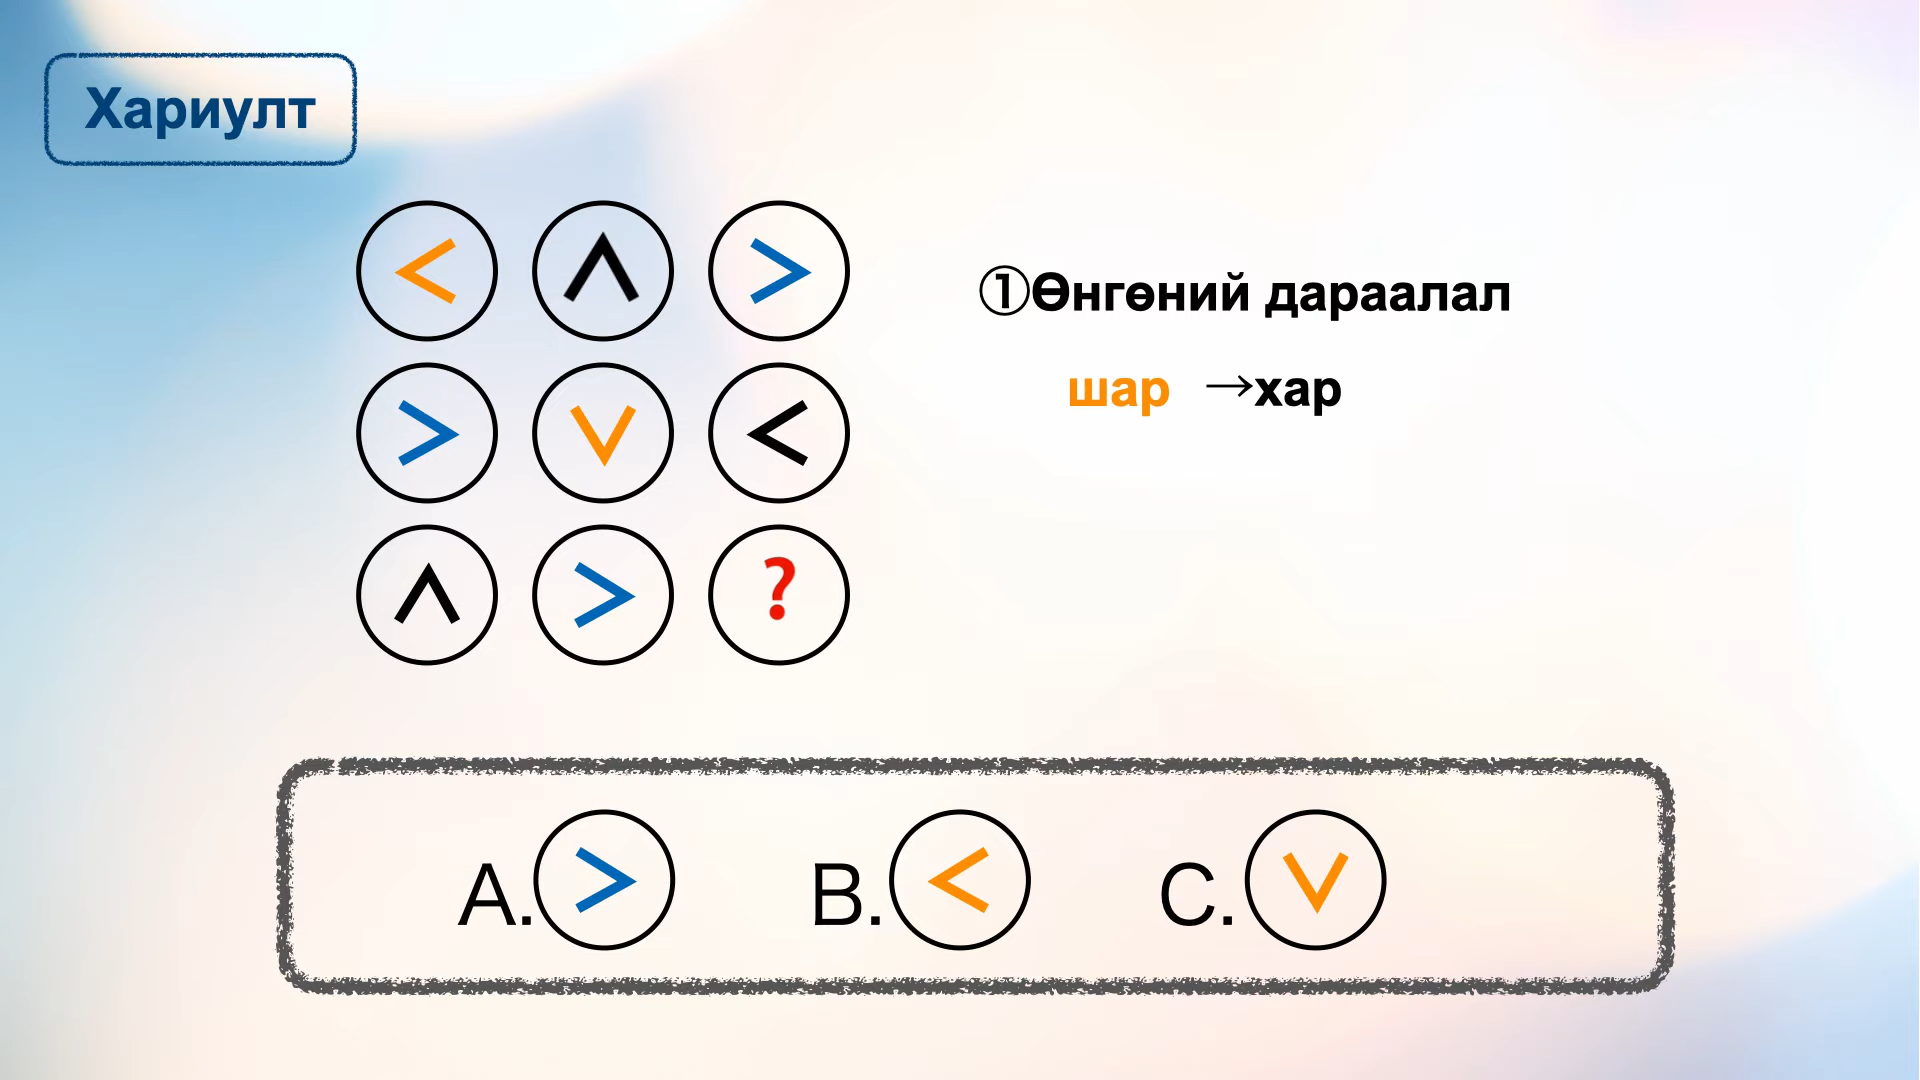 Хариулт
①Өнгөний дараалал
шар →хар
?
A. B. C.